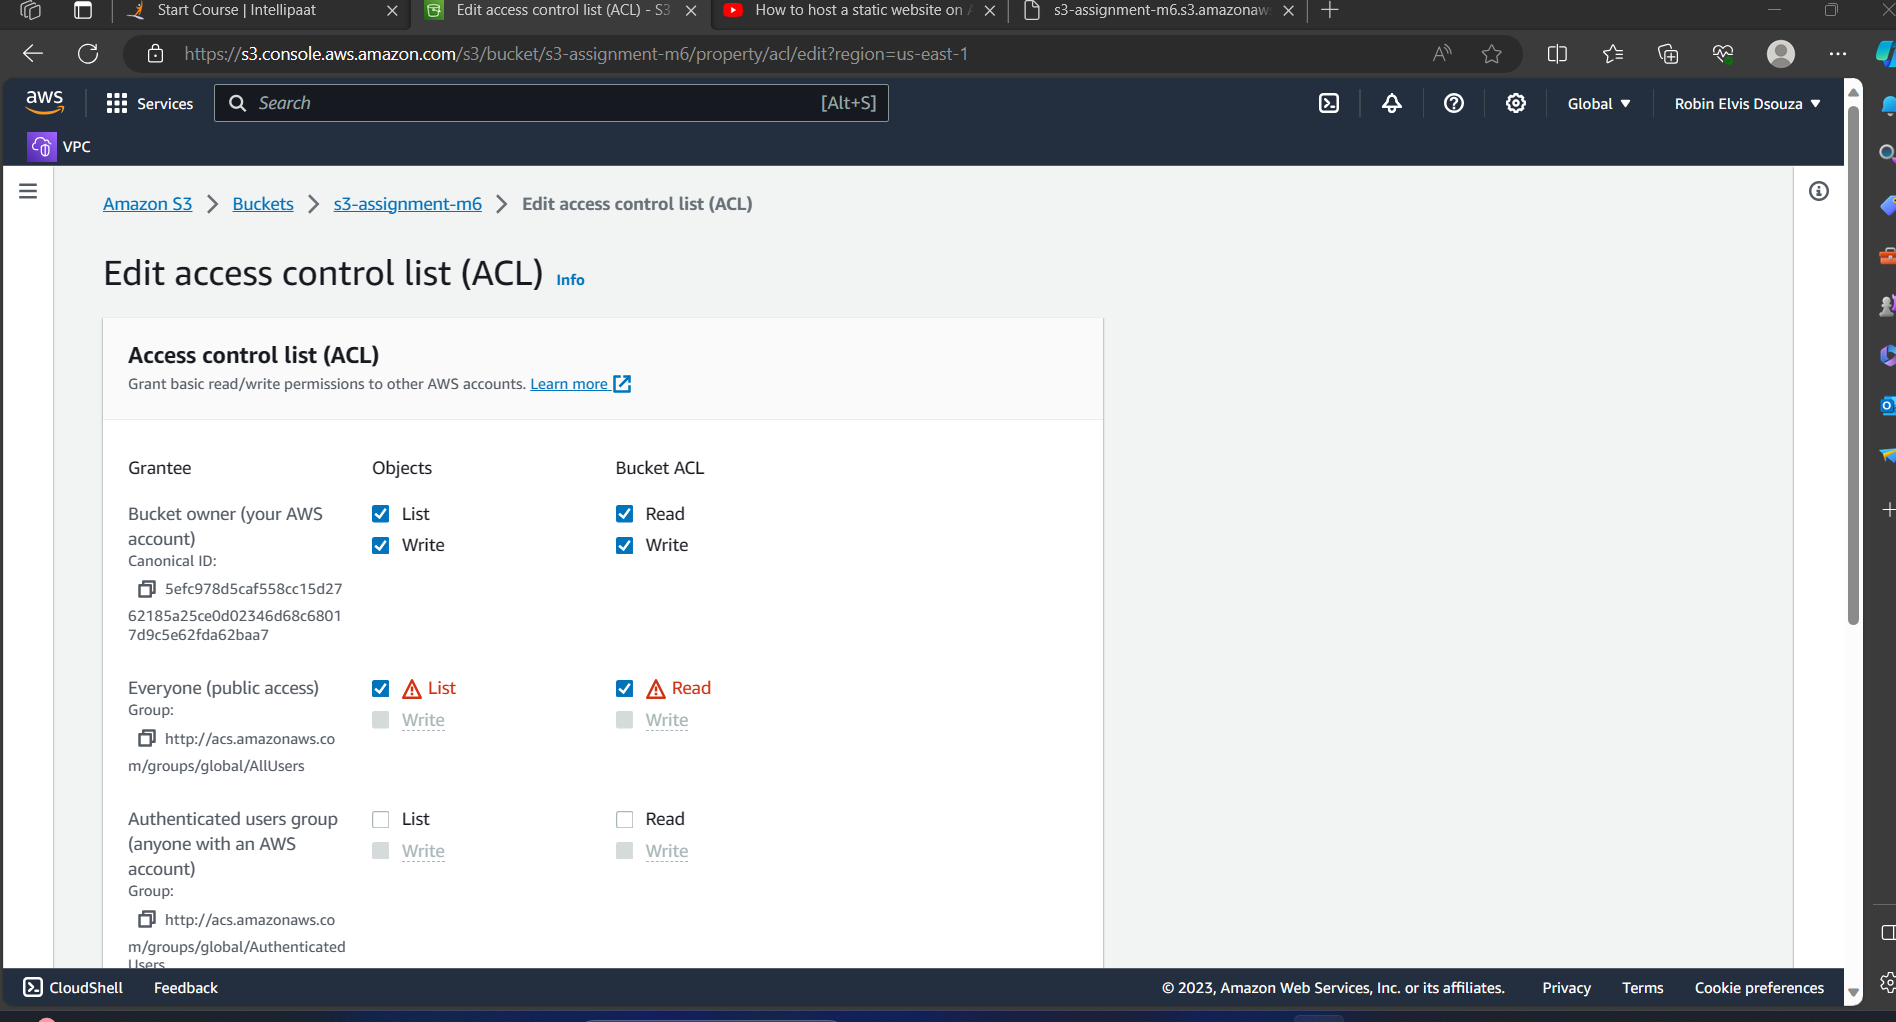 Start Course | Intellipaat
Edit access control list (ACL) - S3
How to host a static website on A
s3-assignment-m6.s3.amazonaws
https://s3.console.aws.amazon.com/s3/bucket/s3-assignment-m6/property/acl/edit?region=us-east-1
aws
Services
Search
[Alt+S]
Global
Robin Elvis Dsouza
VPC
Amazon S3 > Buckets > s3-assignment-m6 > Edit access control list (ACL)
Edit access control list (ACL) Info
Access control list (ACL)
Grant basic read/write permissions to other AWS accounts. Learn more
Grantee Objects Bucket ACL
Bucket owner (your AWS
account)
Canonical ID:
5efc978d5caf558cc15d27
62185a25ce0d02346d68c6801
7d9c5e62fda62baa7
List
Write
Read
Write
Everyone (public access)
Group:
http://acs.amazonaws.co
m/groups/global/AllUsers
List
Write
Read
Write
Authenticated users group
(anyone with an AWS
account)
Group:
http://acs.amazonaws.co
m/groups/global/Authenticated
Users
List
Write
Read
Write
CloudShell
Feedback
© 2023, Amazon Web Services, Inc. or its affiliates.
Privacy
Terms
Cookie preferences